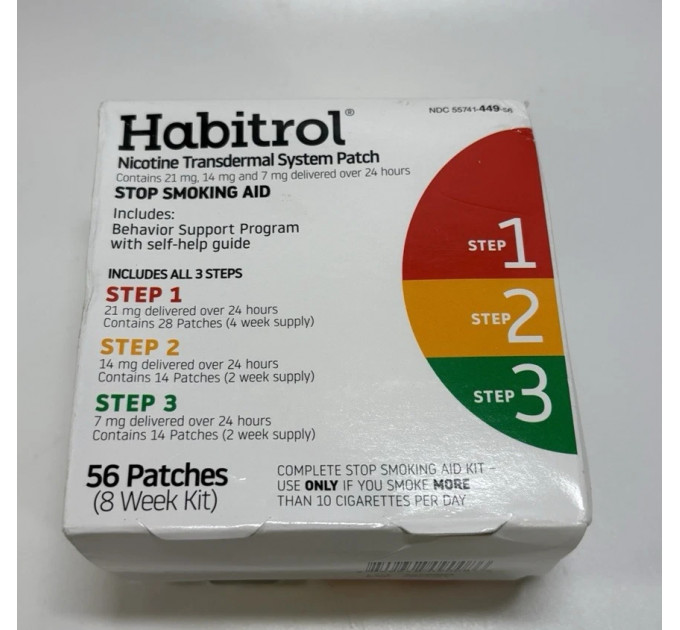 Habitrol®
NDC 55741-449-56
Nicotine Transdermal System Patch
Contains 21 mg, 14 mg and 7 mg delivered over 24 hours
STOP SMOKING AID
Includes:
Behavior Support Program
with self-help guide
INCLUDES ALL 3 STEPS
STEP 1
21 mg delivered over 24 hours
Contains 28 Patches (4 week supply)
STEP 2
14 mg delivered over 24 hours
Contains 14 Patches (2 week supply)
STEP 3
7 mg delivered over 24 hours
Contains 14 Patches (2 week supply)
STEP 1
STEP 2
STEP 3
56 Patches
(8 Week Kit)
COMPLETE STOP SMOKING AID KIT –
USE ONLY IF YOU SMOKE MORE
THAN 10 CIGARETTES PER DAY